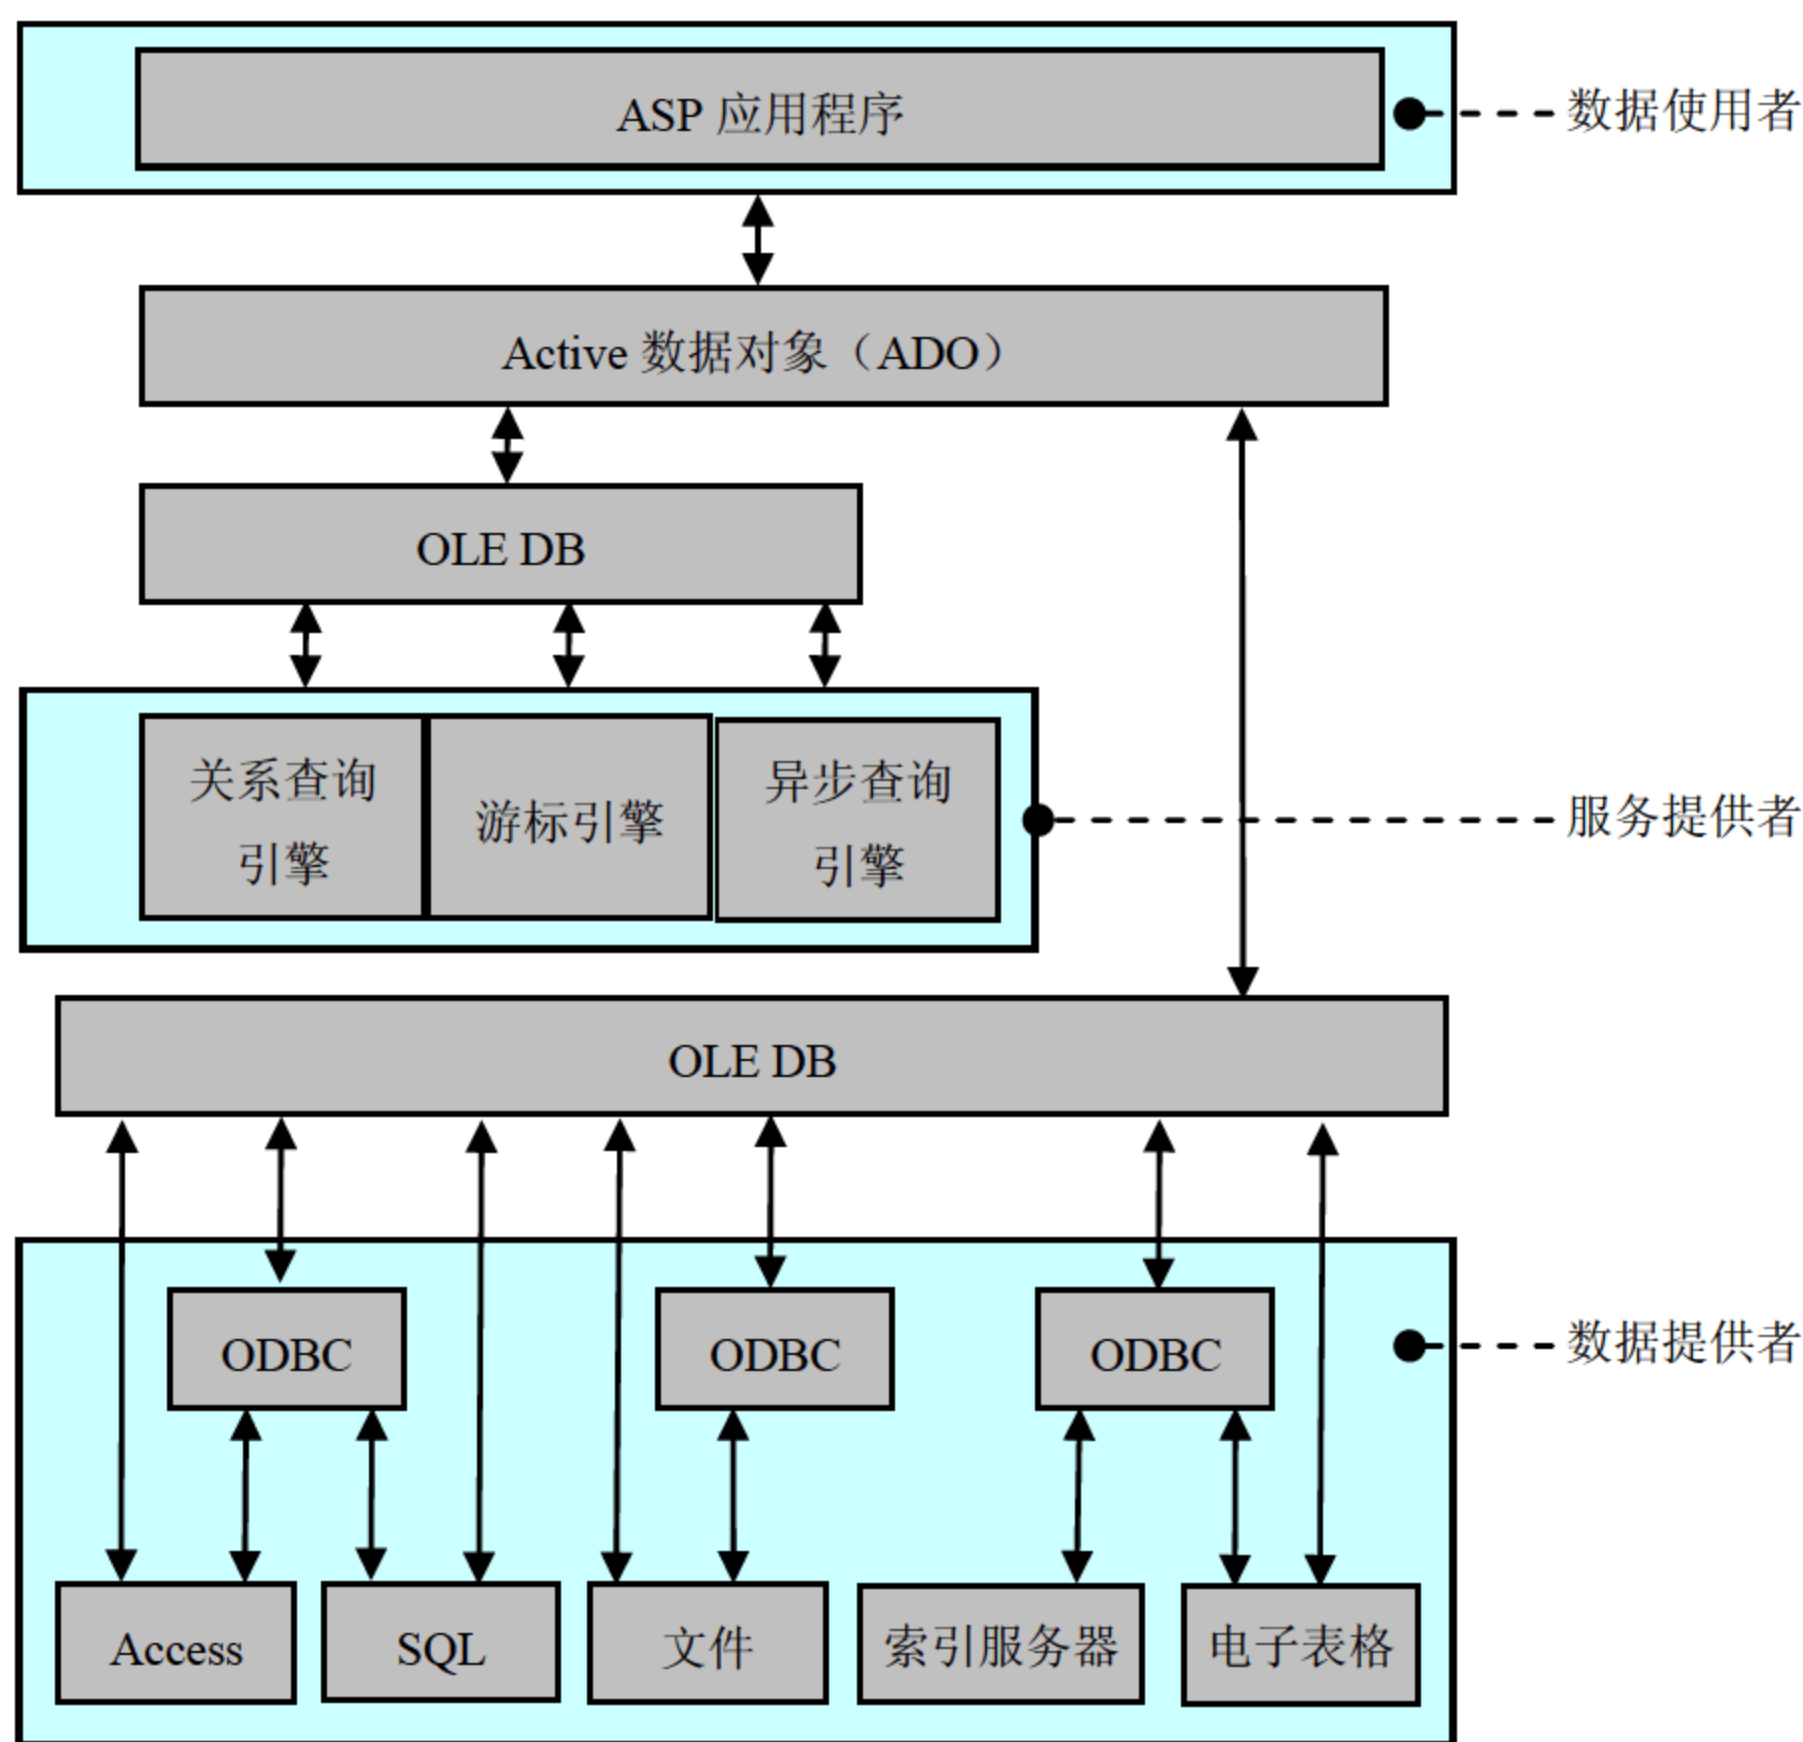 ASP 应用程序
数据使用者
Active 数据对象（ADO）
OLE DB
关系查询
引擎
游标引擎
异步查询
引擎
服务提供者
OLE DB
ODBC
ODBC
ODBC
数据提供者
Access
SQL
文件
索引服务器
电子表格